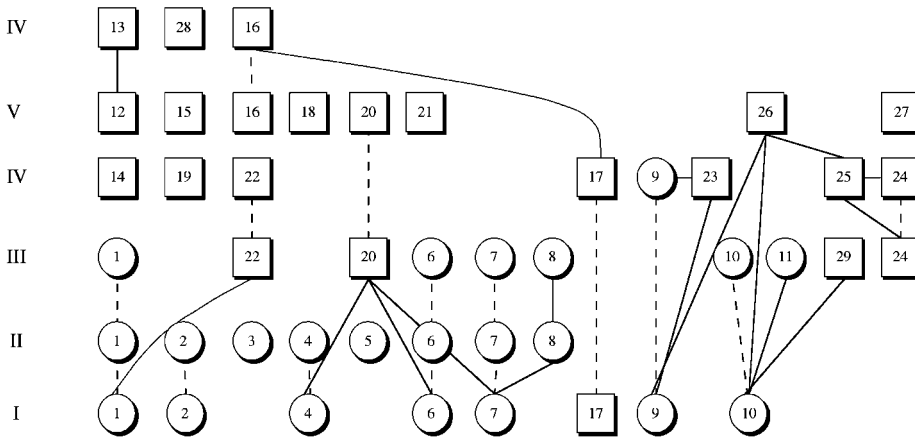 IV 13 28 16
V 12 15 16 18 20 21 26 27
IV 14 19 22 17 9 23 25 24
III 1 22 20 6 7 8 10 11 29 24
II 1 2 3 4 5 6 7 8
I 1 2 4 6 7 17 9 10